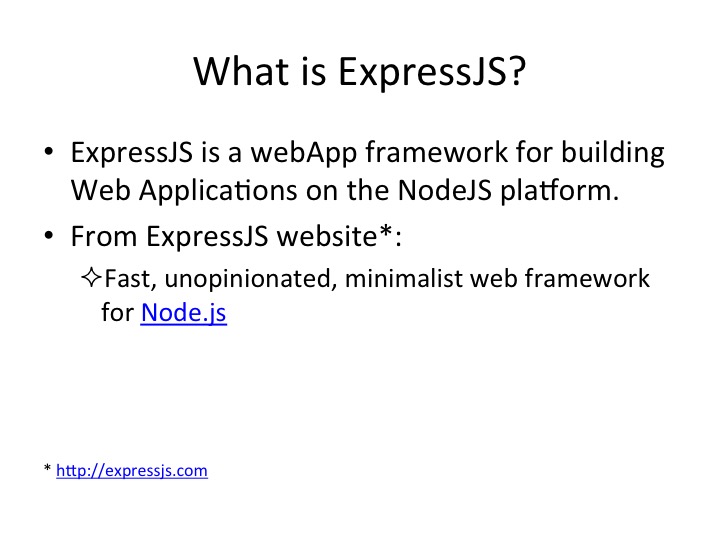 What is ExpressJS?
• ExpressJS is a webApp framework for building
Web Applications on the NodeJS platform.
• From ExpressJS website*:
✧Fast, unopinionated, minimalist web framework
for Node.js
* http://expressjs.com